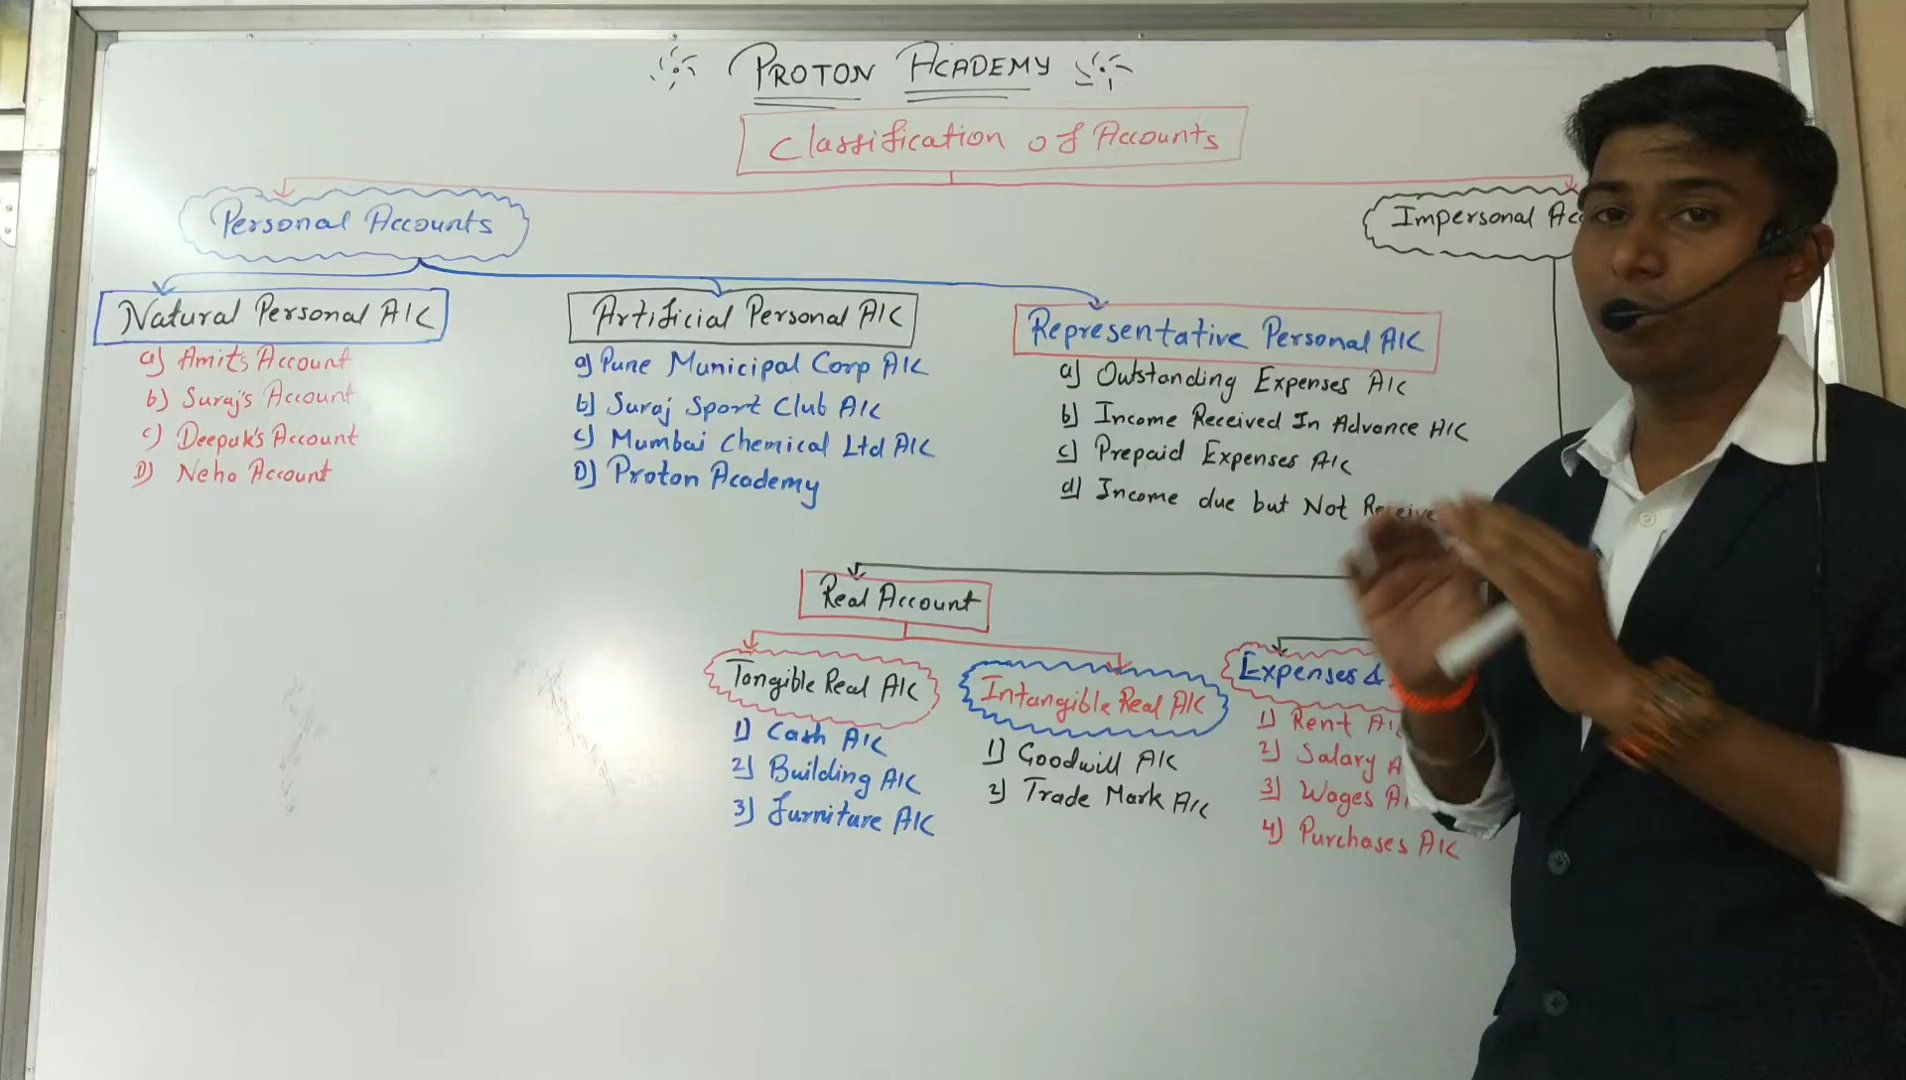 PROTON ACADEMY
Classification of Accounts
Personal Accounts
Impersonal
Natural Personal A/C
a) Amit's Account
b) Suraj's Account
c) Deepak's Account
D) Neha Account
Artificial Personal A/C
a) Pune Municipal Corp A/C
b) Suraj Sport Club A/C
c) Mumbai Chemical Ltd A/C
D) Proton Academy
Representative Personal A/C
a) Outstanding Expenses A/C
b) Income Received In Advance A/C
c) Prepaid Expenses A/C
d) Income due but Not
Real Account
Tangible Real A/C
1) Cash A/C
2) Building A/C
3) Furniture A/C
Intangible Real A/C
1) Goodwill A/C
2) Trade Mark A/C
Expenses &
1) Rent A/C
2) Salary A
3) Wages A/
4) Purchases A/C